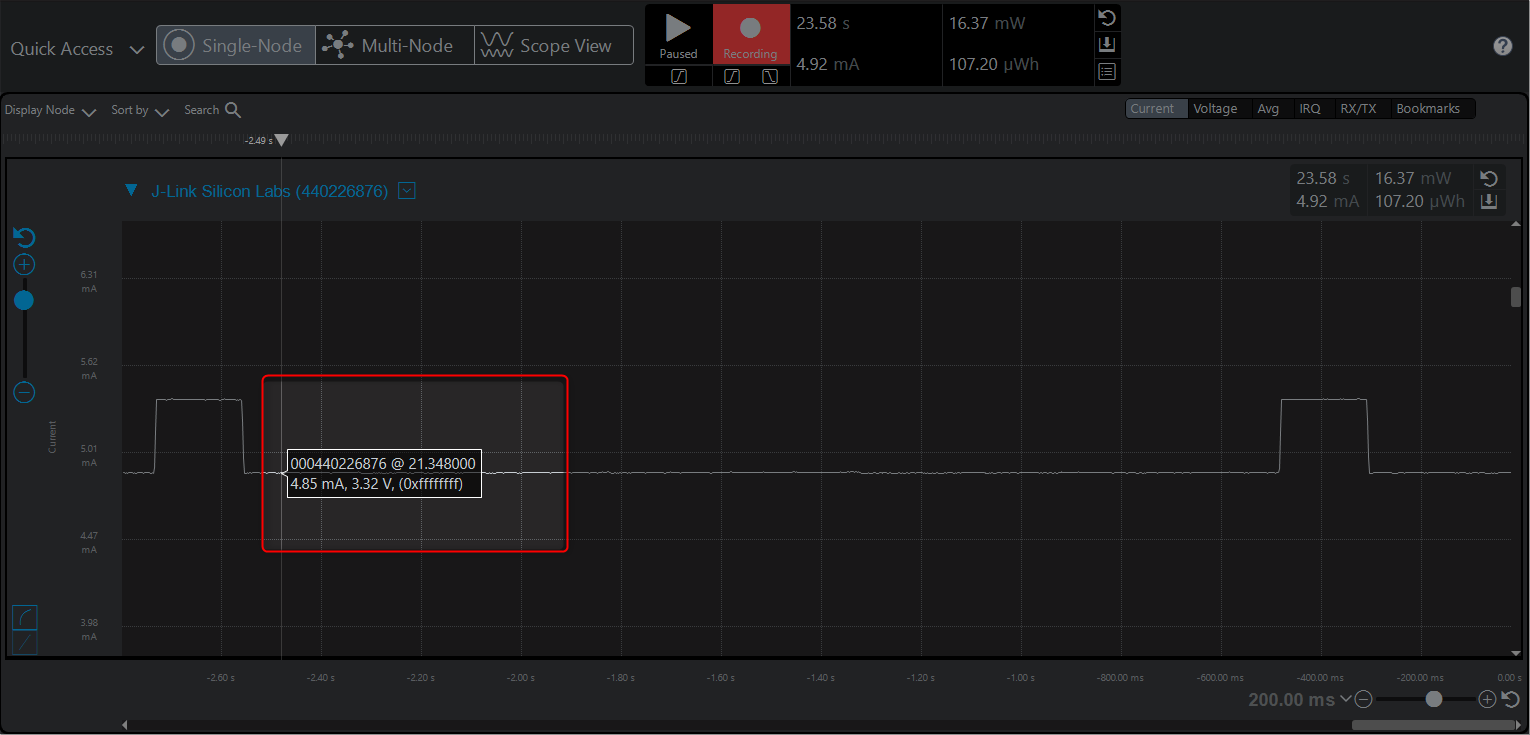 Quick Access
Single-Node
Multi-Node
Scope View
Paused
Recording
23.58 s
4.92 mA
16.37 mW
107.20 μWh
Display Node
Sort by
Search
Current
Voltage
Avg
IRQ
RX/TX
Bookmarks
-2.49 s
J-Link Silicon Labs (440226876)
23.58 s
16.37 mW
4.92 mA
107.20 μWh
6.31
mA
5.62
mA
Current
5.01
mA
4.47
mA
3.98
mA
000440226876 @ 21.348000
4.85 mA, 3.32 V, (0xffffffff)
-2.60 s
-2.40 s
-2.20 s
-2.00 s
-1.80 s
-1.60 s
-1.40 s
-1.20 s
-1.00 s
-800.00 ms
-600.00 ms
-400.00 ms
-200.00 ms
0.00 s
200.00 ms